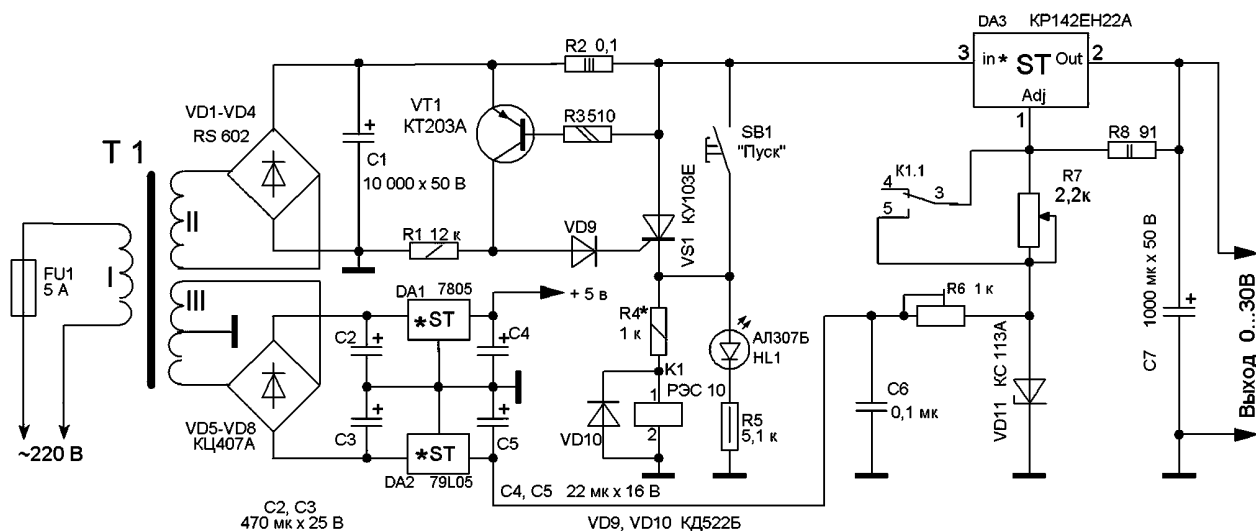 DA3 КР142ЕН22А
R2 0,1
3 in* ST Out 2
Adj
1
VD1-VD4
RS 602
VT1
КТ203А
R3 510
SB1
"Пуск"
R8 91
Т 1
+
C1
10 000 x 50 В
К1.1
4
3
5
R7
2,2к
VS1 КУ103Е
II
R1 12 к
VD9
FU1
5 А
I
III
DA1 7805
*ST
+ 5 в
R4*
1 к
R6 1 к
+
C7 1000 мк x 50 В
Выход 0...30В
C2
+
+
C4
АЛ307Б
HL1
К1
РЭС 10
C6
0,1 мк
VD11 КС 113А
VD5-VD8
КЦ407А
C3
+
+
C5
1
2
VD10
R5
5,1 к
~220 В
*ST
DA2 79L05
C4, C5 22 мк x 16 В
C2, C3
470 мк x 25 В
VD9, VD10 КД522Б